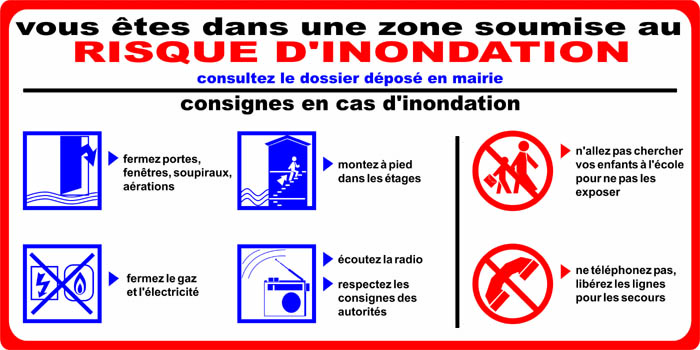 vous êtes dans une zone soumise au
RISQUE D'INONDATION
consultez le dossier déposé en mairie
consignes en cas d'inondation
fermez portes,
fenêtres, soupiraux,
aérations
montez à pied
dans les étages
n'allez pas chercher
vos enfants à l'école
pour ne pas les
exposer
fermez le gaz
et l'électricité
écoutez la radio
respectez les
consignes des
autorités
ne téléphonez pas,
libérez les lignes
pour les secours